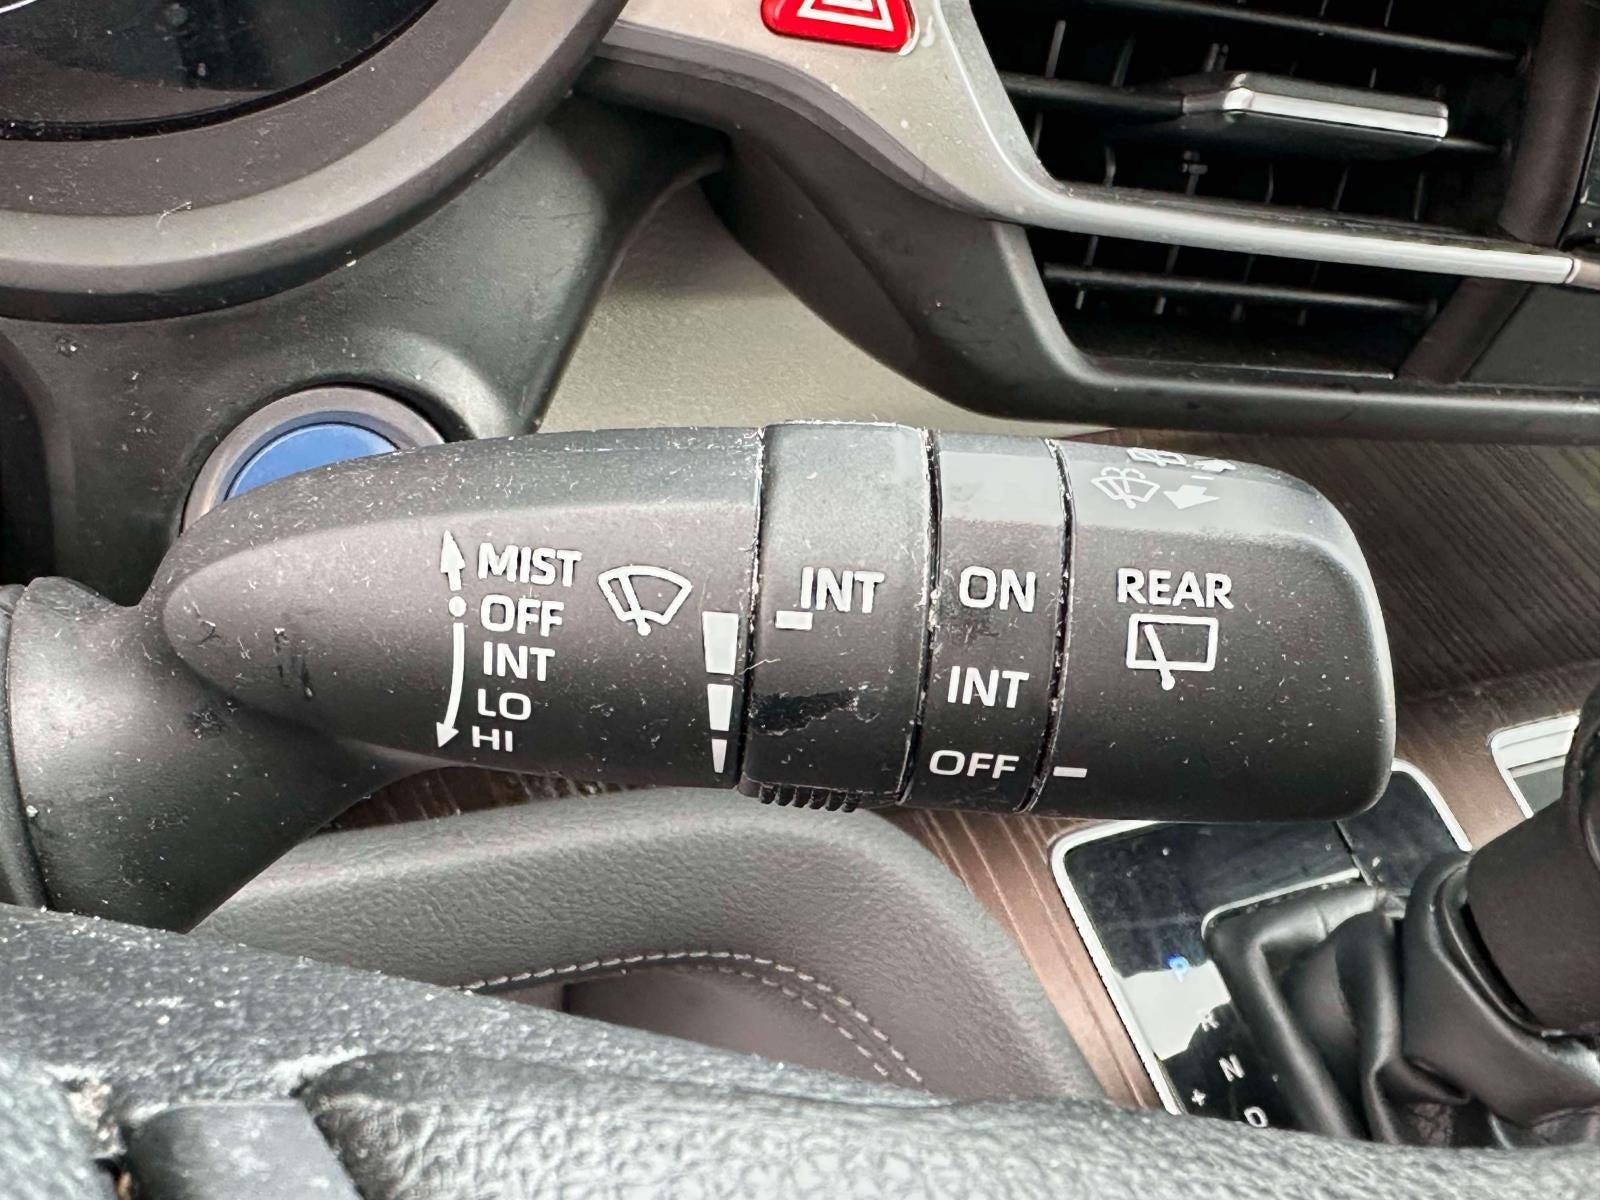 MIST
OFF
INT
LO
HI
INT
ON
INT
OFF
REAR
P
R
N
D
+